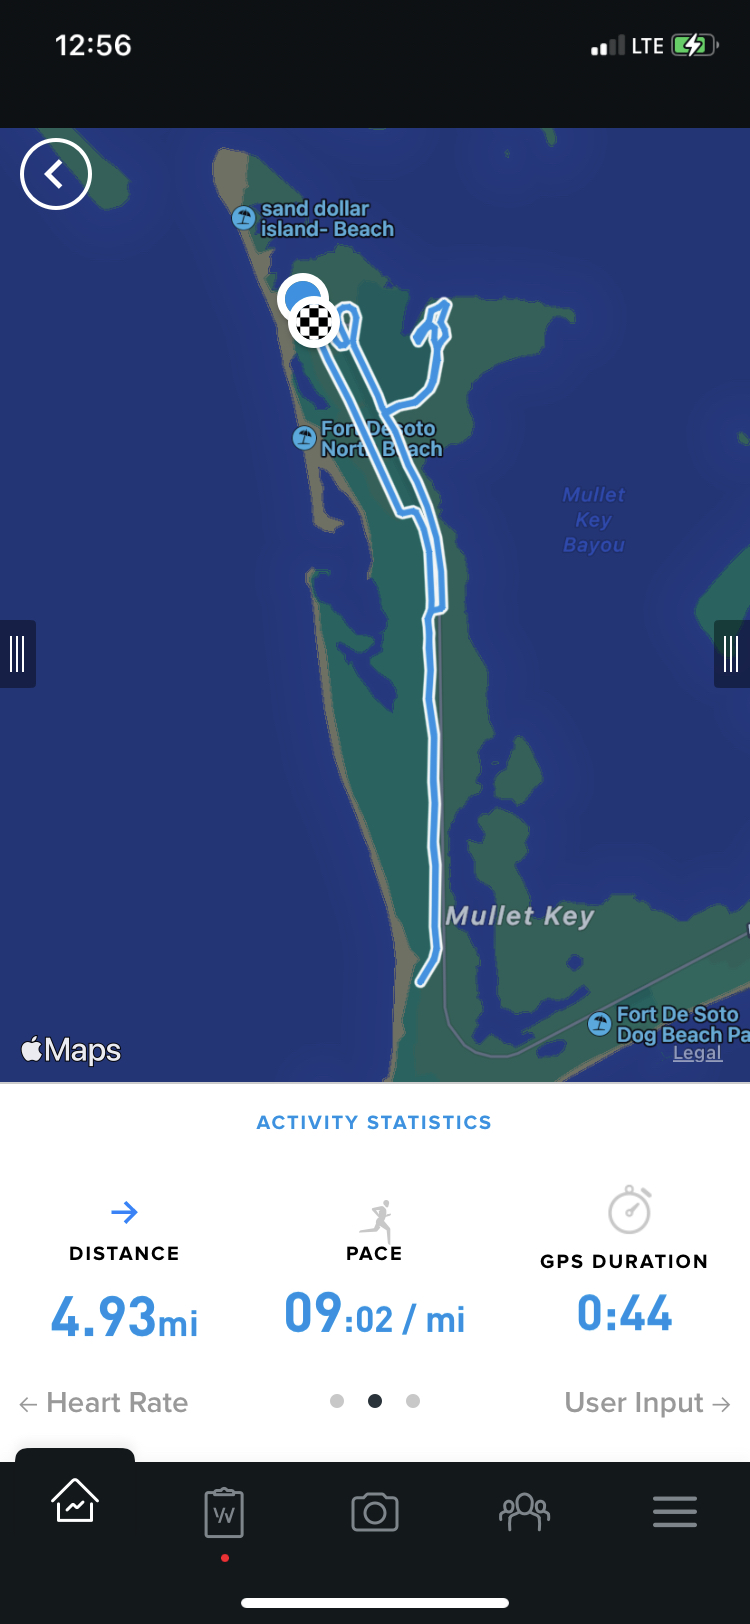 12:56
LTE
sand dollar
island- Beach
Fort Desoto
North Beach
Mullet
Key
Bayou
Mullet Key
Fort De Soto
Dog Beach Pa
Maps
Legal
ACTIVITY STATISTICS
DISTANCE
PACE
GPS DURATION
4.93mi
09:02 / mi
0:44
← Heart Rate
User Input →
W